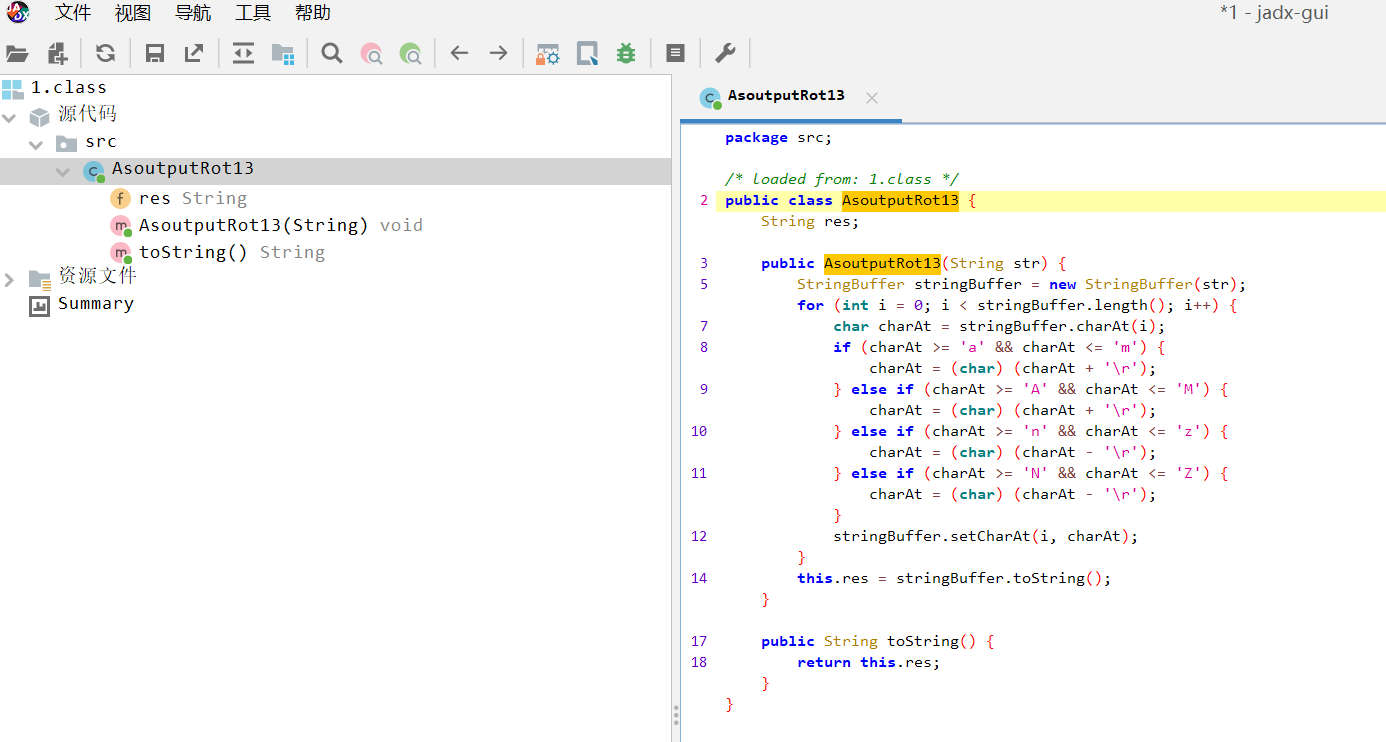 文件 视图 导航 工具 帮助
*1 - jadx-gui
1.class
源代码
src
AsoutputRot13
f res String
m AsoutputRot13(String) void
m toString() String
资源文件
Summary
C AsoutputRot13
package src;
/* loaded from: 1.class */
2 public class AsoutputRot13 {
String res;
3 public AsoutputRot13(String str) {
5 StringBuffer stringBuffer = new StringBuffer(str);
for (int i = 0; i < stringBuffer.length(); i++) {
7 char charAt = stringBuffer.charAt(i);
8 if (charAt >= 'a' && charAt <= 'm') {
charAt = (char) (charAt + '\r');
9 } else if (charAt >= 'A' && charAt <= 'M') {
charAt = (char) (charAt + '\r');
10 } else if (charAt >= 'n' && charAt <= 'z') {
charAt = (char) (charAt - '\r');
11 } else if (charAt >= 'N' && charAt <= 'Z') {
charAt = (char) (charAt - '\r');
}
12 stringBuffer.setCharAt(i, charAt);
}
14 this.res = stringBuffer.toString();
}
17 public String toString() {
18 return this.res;
}
}